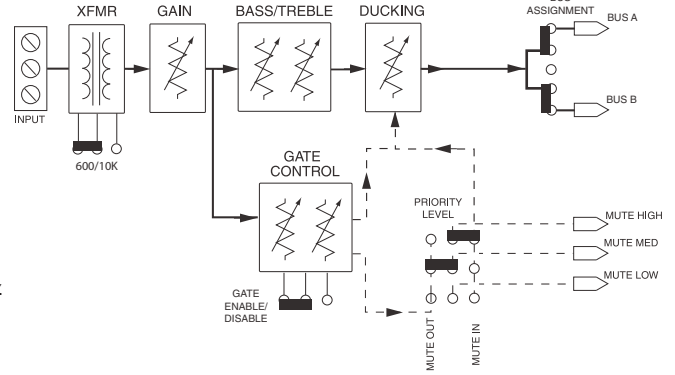 XFMR
GAIN
BASS/TREBLE
DUCKING
ASSIGNMENT
BUS A
BUS B
INPUT
600/10K
GATE
CONTROL
PRIORITY
LEVEL
MUTE HIGH
MUTE MED
MUTE LOW
GATE
ENABLE/
DISABLE
MUTE OUT
MUTE IN